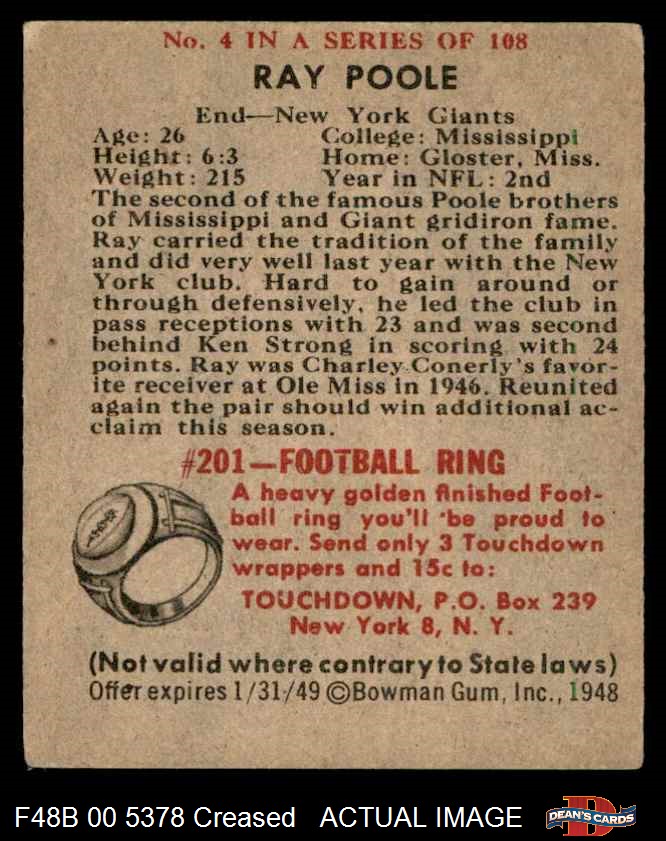 No. 4 IN A SERIES OF 108
RAY POOLE
End—New York Giants
Age: 26 College: Mississippi
Height: 6:3 Home: Gloster, Miss.
Weight: 215 Year in NFL: 2nd
The second of the famous Poole brothers
of Mississippi and Giant gridiron fame.
Ray carried the tradition of the family
and did very well last year with the New
York club. Hard to gain around or
through defensively, he led the club in
pass receptions with 23 and was second
behind Ken Strong in scoring with 24
points. Ray was Charley Conerly's favor-
ite receiver at Ole Miss in 1946. Reunited
again the pair should win additional ac-
claim this season.
#201—FOOTBALL RING
A heavy golden finished Foot-
ball ring you'll be proud to
wear. Send only 3 Touchdown
wrappers and 15c to:
TOUCHDOWN, P.O. Box 239
New York 8, N. Y.
(Not valid where contrary to State laws)
Offer expires 1/31/49 ©Bowman Gum, Inc., 1948
F48B 00 5378 Creased ACTUAL IMAGE
D
DEAN'S CARDS